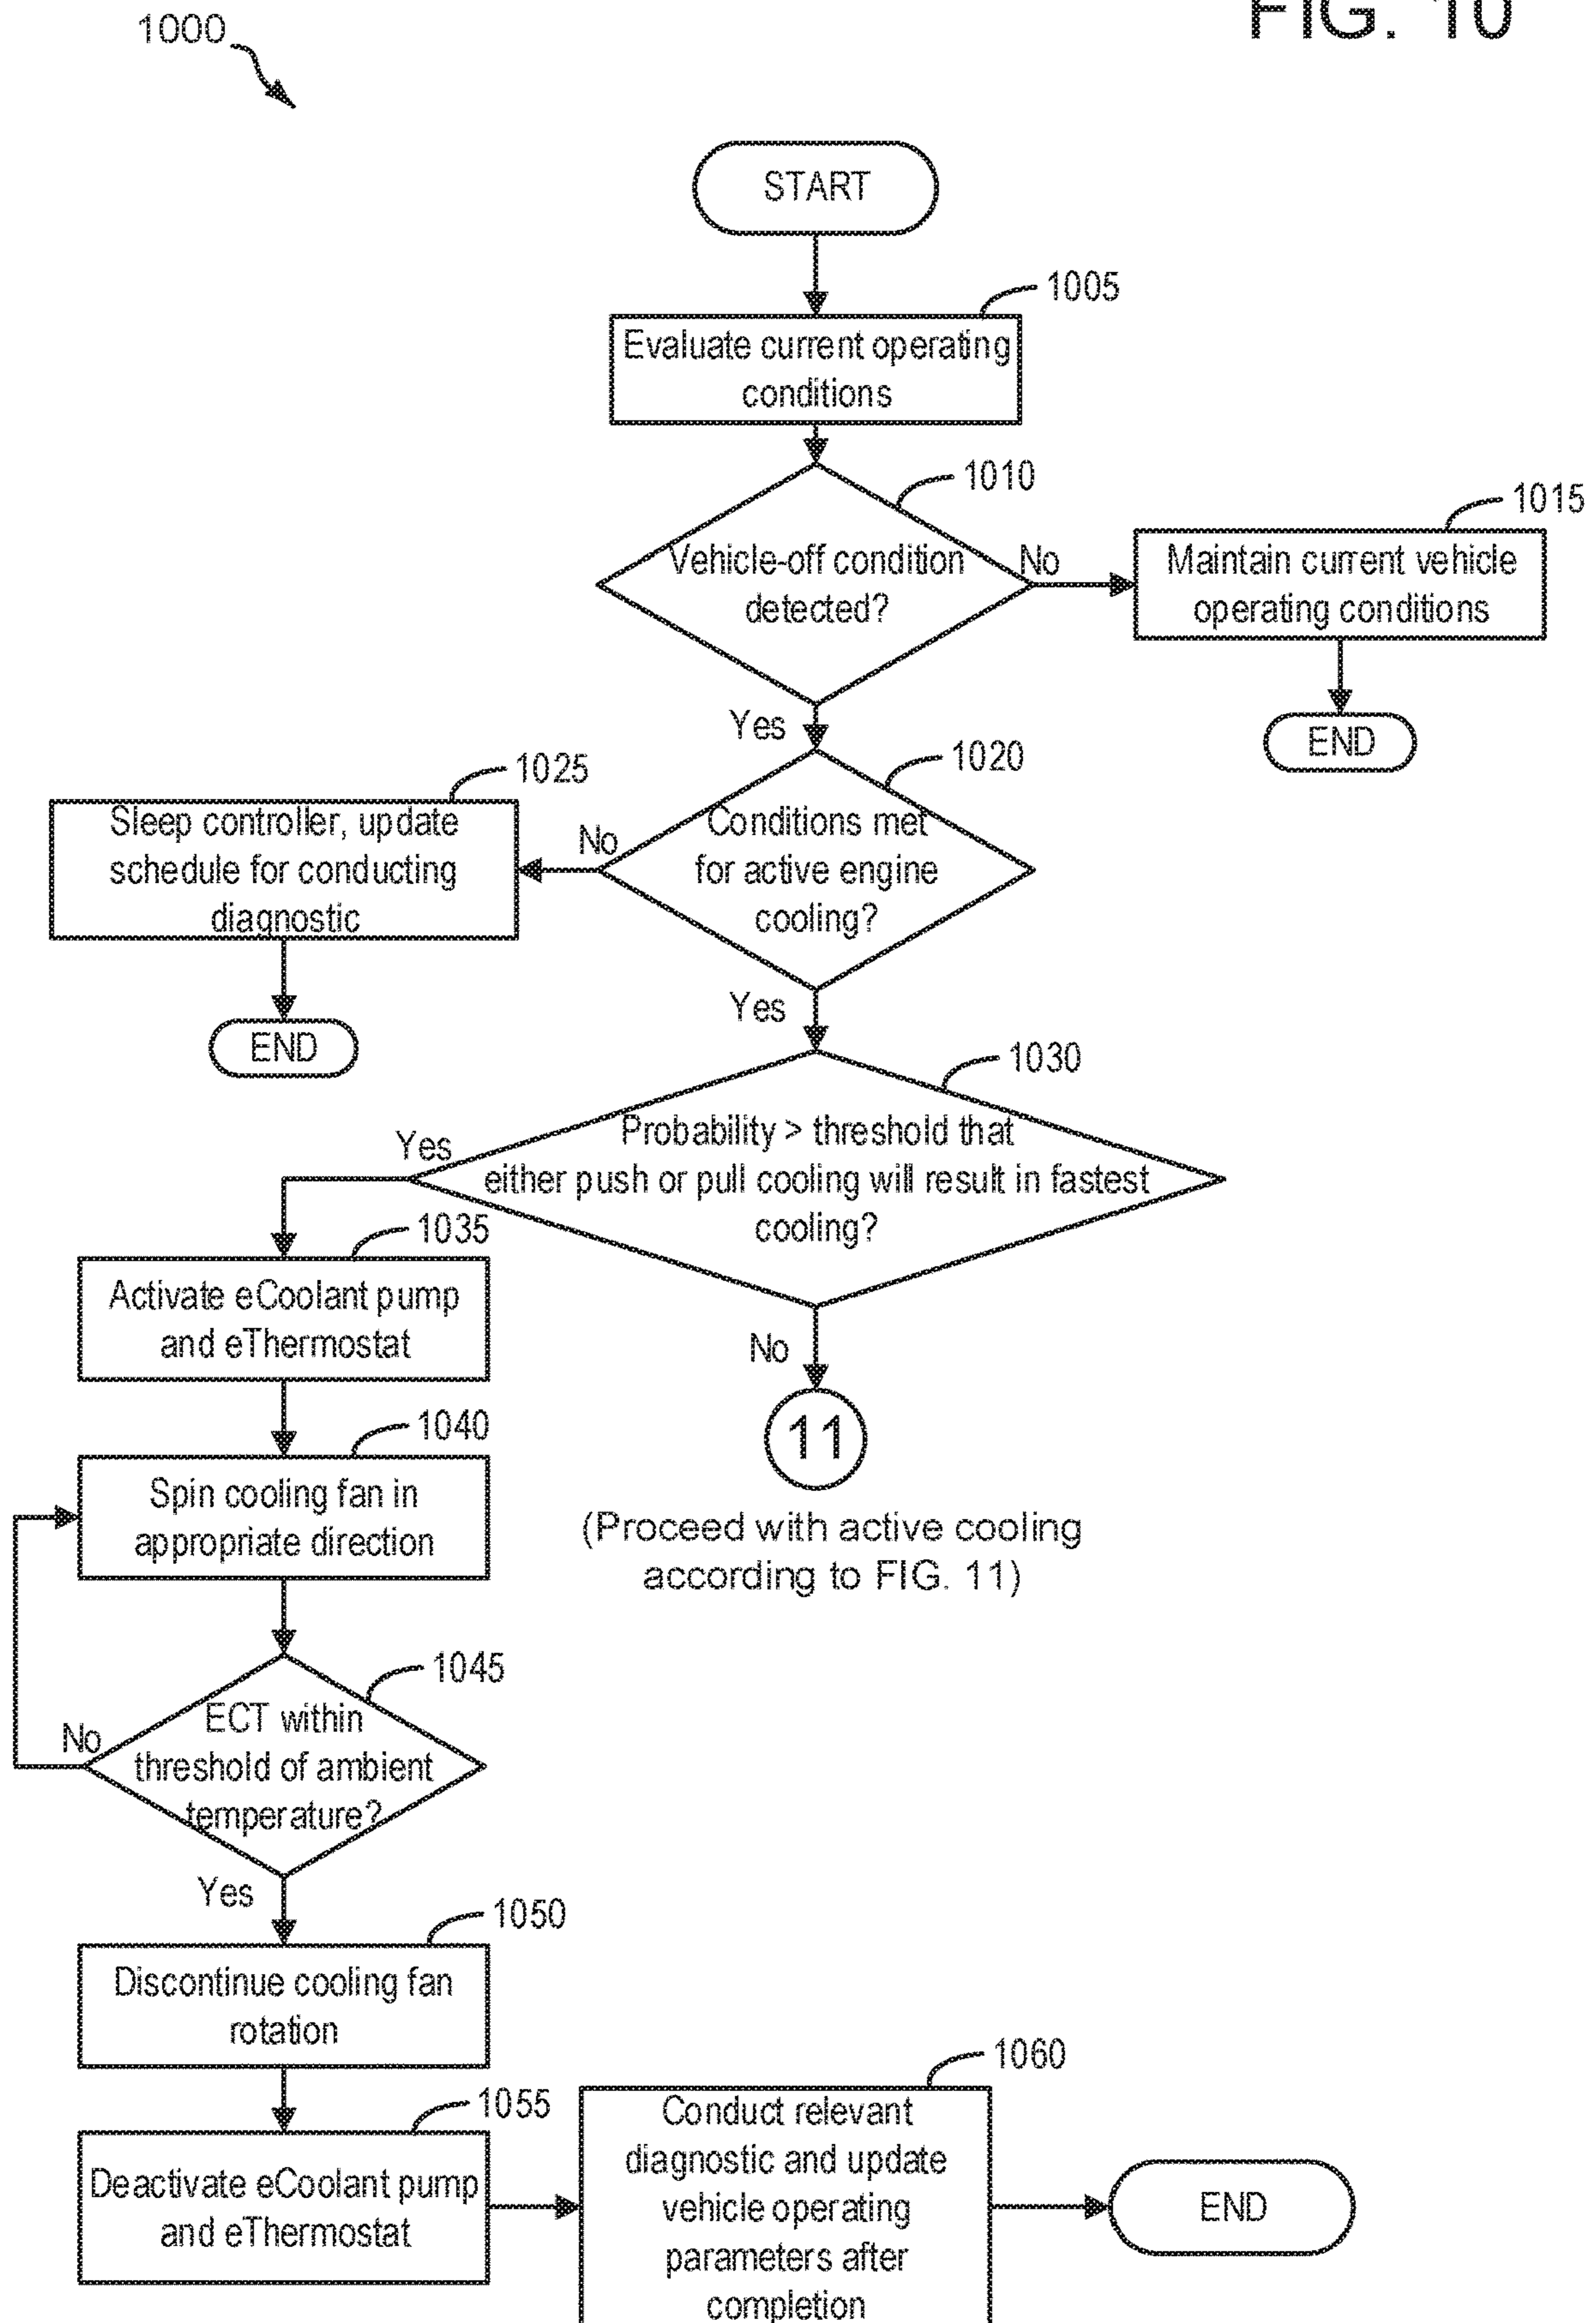 FIG. 10
1000
START
1005
Evaluate current operating
conditions
1010
Vehicle-off condition
detected?
No
1015
Maintain current vehicle
operating conditions
END
Yes
1020
Conditions met
for active engine
cooling?
No
1025
Sleep controller, update
schedule for conducting
diagnostic
END
Yes
1030
Probability > threshold that
either push or pull cooling will result in fastest
cooling?
Yes
1035
Activate eCoolant pump
and eThermostat
No
11
(Proceed with active cooling
according to FIG. 11)
1040
Spin cooling fan in
appropriate direction
1045
ECT within
threshold of ambient
temperature?
No
Yes
1050
Discontinue cooling fan
rotation
1055
Deactivate eCoolant pump
and eThermostat
1060
Conduct relevant
diagnostic and update
vehicle operating
parameters after
completion
END